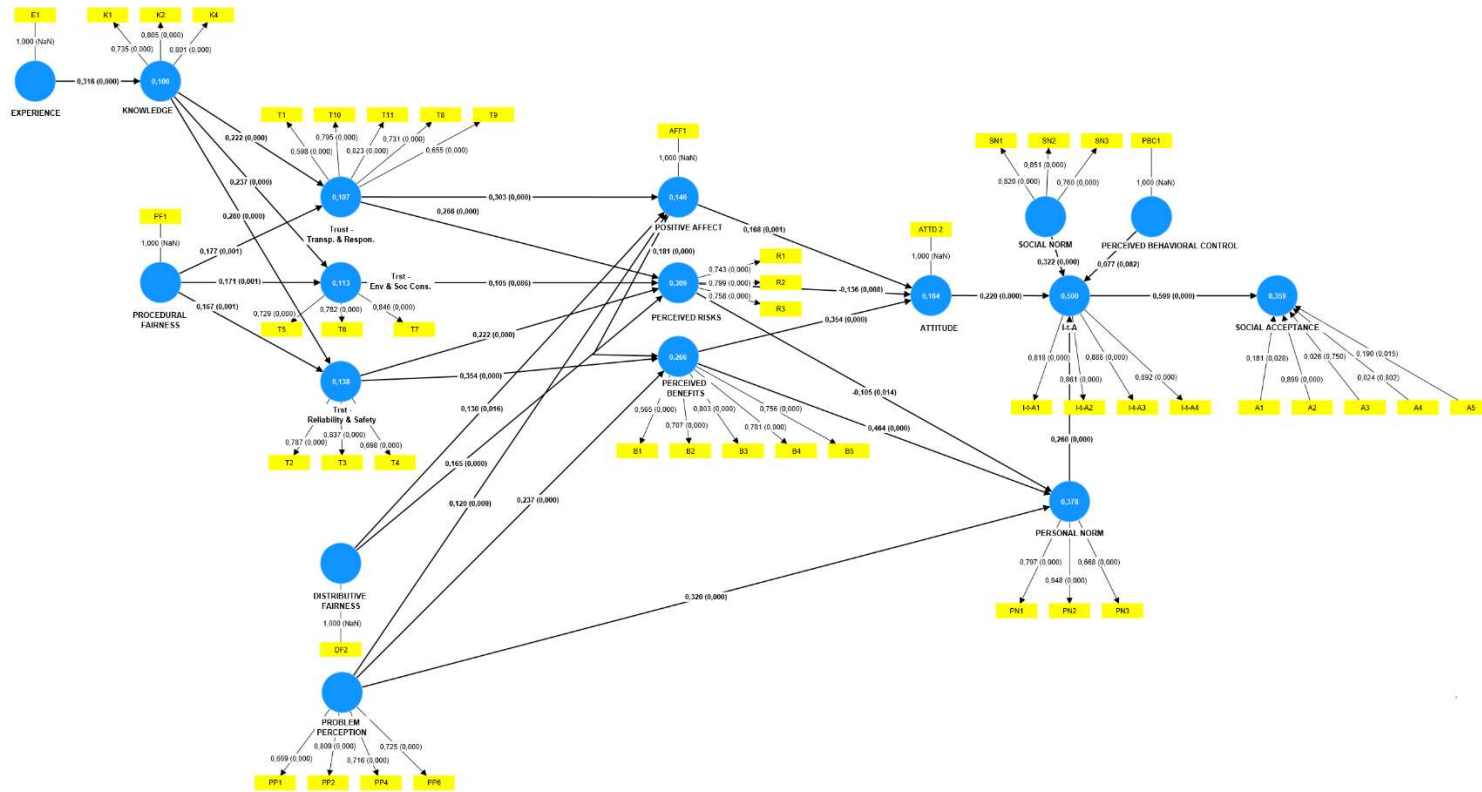 E1
K1
K2
K4
1,000 (NaN)
0,735 (0,000)
0,805 (0,000)
0,801 (0,000)
0,316 (0,000)
0,100
EXPERIENCE
KNOWLEDGE
T1
T10
T11
T8
T9
0,598 (0,000)
0,795 (0,000)
0,823 (0,000)
0,731 (0,000)
0,655 (0,000)
0,222 (0,000)
0,237 (0,000)
0,280 (0,000)
0,107
Trust -
Transp. & Respon.
0,303 (0,000)
0,266 (0,000)
PF1
1,000 (NaN)
PROCEDURAL
FAIRNESS
0,177 (0,001)
0,171 (0,001)
0,167 (0,001)
0,113
Trst -
Env & Soc Cons.
0,105 (0,086)
0,729 (0,000)
0,782 (0,000)
0,846 (0,000)
T5
T6
T7
0,138
Trst -
Reliability & Safety
0,222 (0,000)
0,354 (0,000)
0,787 (0,000)
0,837 (0,000)
0,698 (0,000)
T2
T3
T4
AFF1
1,000 (NaN)
0,146
POSITIVE AFFECT
0,181 (0,000)
0,168 (0,001)
R1
R2
R3
0,743 (0,000)
0,799 (0,000)
0,758 (0,000)
0,309
PERCEIVED RISKS
-0,136 (0,008)
0,266
PERCEIVED
BENEFITS
0,354 (0,000)
0,565 (0,000)
0,707 (0,000)
0,803 (0,000)
0,781 (0,000)
0,756 (0,000)
B1
B2
B3
B4
B5
-0,105 (0,014)
0,464 (0,000)
0,130 (0,016)
0,165 (0,000)
0,120 (0,009)
0,237 (0,000)
DISTRIBUTIVE
FAIRNESS
1,000 (NaN)
DF2
PROBLEM
PERCEPTION
0,320 (0,000)
0,669 (0,000)
0,809 (0,000)
0,716 (0,000)
0,725 (0,000)
PP1
PP2
PP4
PP6
ATTD 2
1,000 (NaN)
0,164
ATTITUDE
0,220 (0,000)
SN1
SN2
SN3
0,820 (0,000)
0,851 (0,000)
0,760 (0,000)
SOCIAL NORM
0,322 (0,000)
PBC1
1,000 (NaN)
PERCEIVED BEHAVIORAL CONTROL
0,077 (0,082)
0,500
I-t-A
0,599 (0,000)
0,818 (0,000)
0,861 (0,000)
0,888 (0,000)
0,892 (0,000)
I-t-A1
I-t-A2
I-t-A3
I-t-A4
0,260 (0,000)
0,359
SOCIAL ACCEPTANCE
0,181 (0,028)
0,899 (0,000)
0,026 (0,750)
0,024 (0,802)
0,190 (0,015)
A1
A2
A3
A4
A5
0,378
PERSONAL NORM
0,797 (0,000)
0,848 (0,000)
0,668 (0,000)
PN1
PN2
PN3